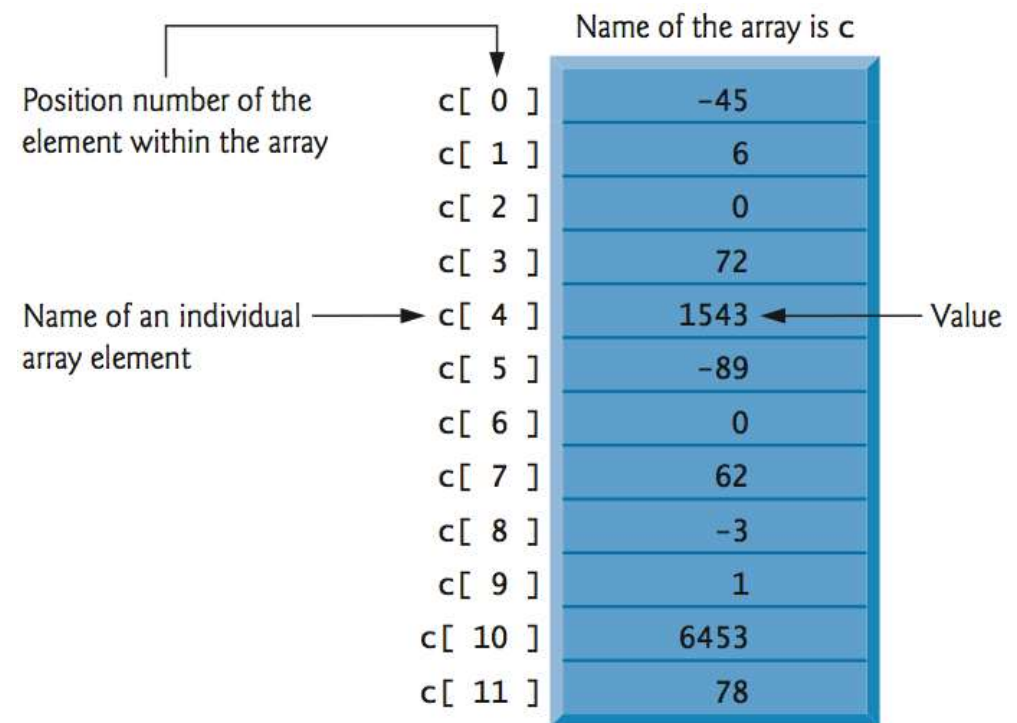 Name of the array is c
Position number of the
element within the array
c[ 0 ] -45
c[ 1 ] 6
c[ 2 ] 0
c[ 3 ] 72
Name of an individual
array element
c[ 4 ] 1543
Value
c[ 5 ] -89
c[ 6 ] 0
c[ 7 ] 62
c[ 8 ] -3
c[ 9 ] 1
c[ 10 ] 6453
c[ 11 ] 78